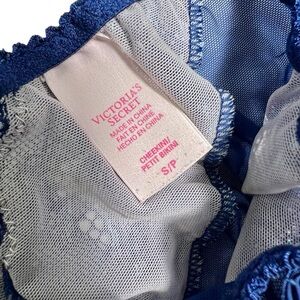 VICTORIA'S
SECRET
MADE IN CHINA
FAIT EN CHINE
HECHO EN CHINA
CHEEKINI/
PETIT BIKINI
S/P